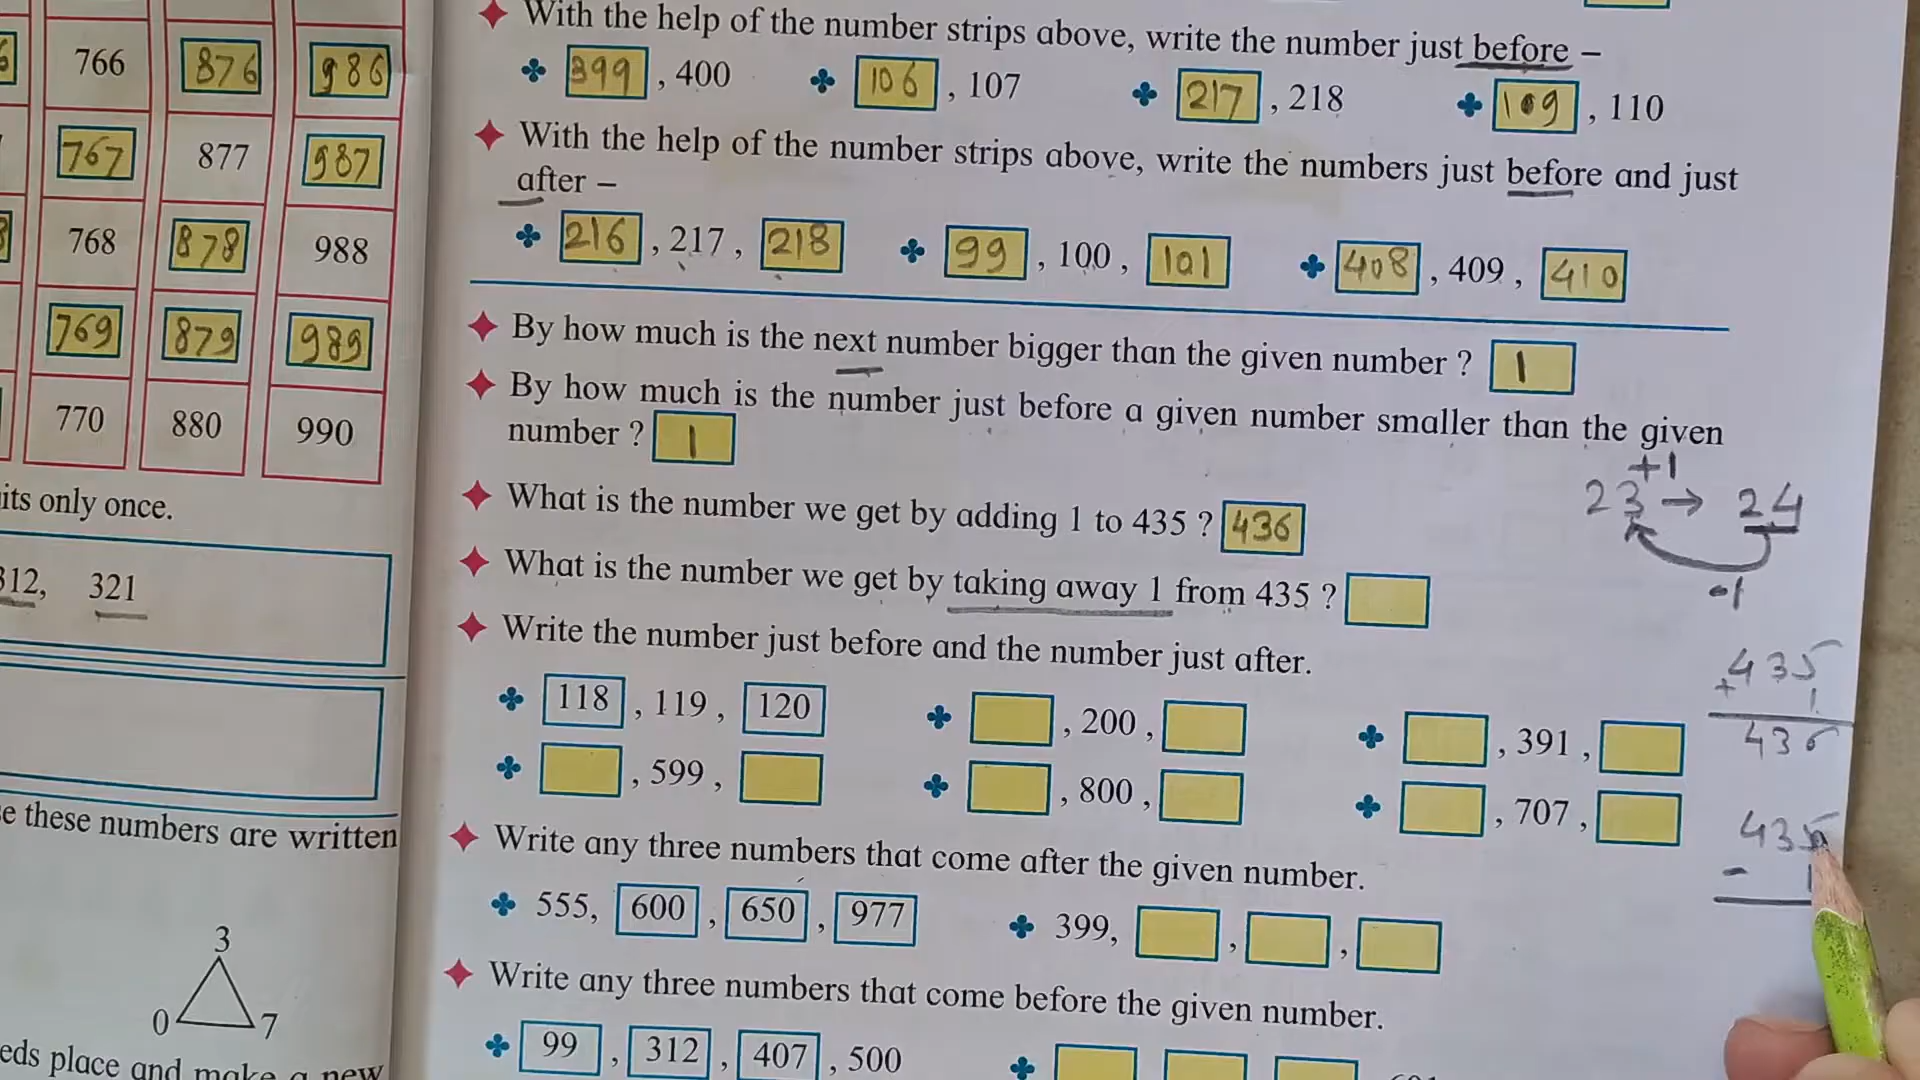 766 876 986
767 877 987
768 878 988
769 879 989
770 880 990
its only once.
312, 321
e these numbers are written
3
0 7
eds place and make a new
With the help of the number strips above, write the number just before –
399 , 400 106 , 107 217 , 218 109 , 110
With the help of the number strips above, write the numbers just before and just
after –
216 , 217 , 218 99 , 100 , 101 408 , 409 , 410
By how much is the next number bigger than the given number ? 1
By how much is the number just before a given number smaller than the given
number ? 1
What is the number we get by adding 1 to 435 ? 436
What is the number we get by taking away 1 from 435 ?
Write the number just before and the number just after.
118 , 119 , 120 , 200 , , 391 ,
, 599 , , 800 , , 707 ,
Write any three numbers that come after the given number.
555, 600 , 650 , 977 399, , ,
Write any three numbers that come before the given number.
99 , 312 , 407 , 500
+1
23 → 24
-1
435
+ 1
436
435
- 1